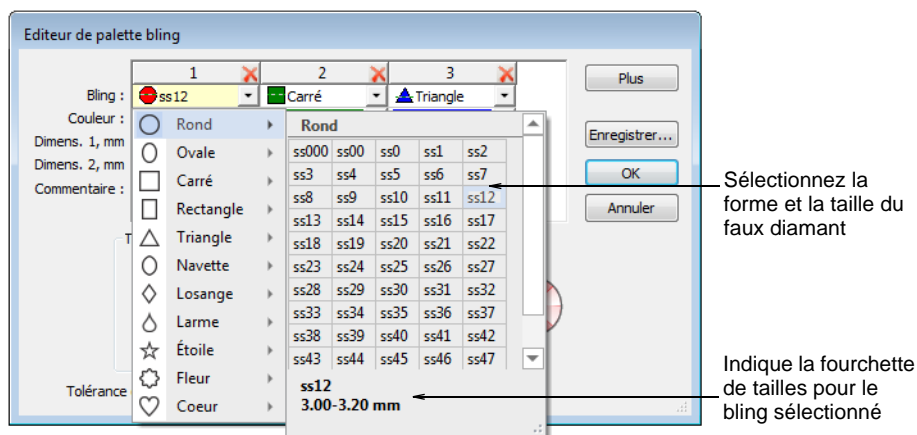 Editeur de palette bling
1 2 3
Bling : ss12 Carré Triangle
Plus
Couleur :
Dimens. 1, mm
Dimens. 2, mm
Commentaire :
Enregistrer...
OK
Annuler
Rond
Ovale
Carré
Rectangle
Triangle
Navette
Losange
Larme
Étoile
Fleur
Coeur
Rond
ss000 ss00 ss0 ss1 ss2
ss3 ss4 ss5 ss6 ss7
ss8 ss9 ss10 ss11 ss12
ss13 ss14 ss15 ss16 ss17
ss18 ss19 ss20 ss21 ss22
ss23 ss24 ss25 ss26 ss27
ss28 ss29 ss30 ss31 ss32
ss33 ss34 ss35 ss36 ss37
ss38 ss39 ss40 ss41 ss42
ss43 ss44 ss45 ss46 ss47
ss12
3.00-3.20 mm
T
Tolérance
Sélectionnez la
forme et la taille du
faux diamant
Indique la fourchette
de tailles pour le
bling sélectionné